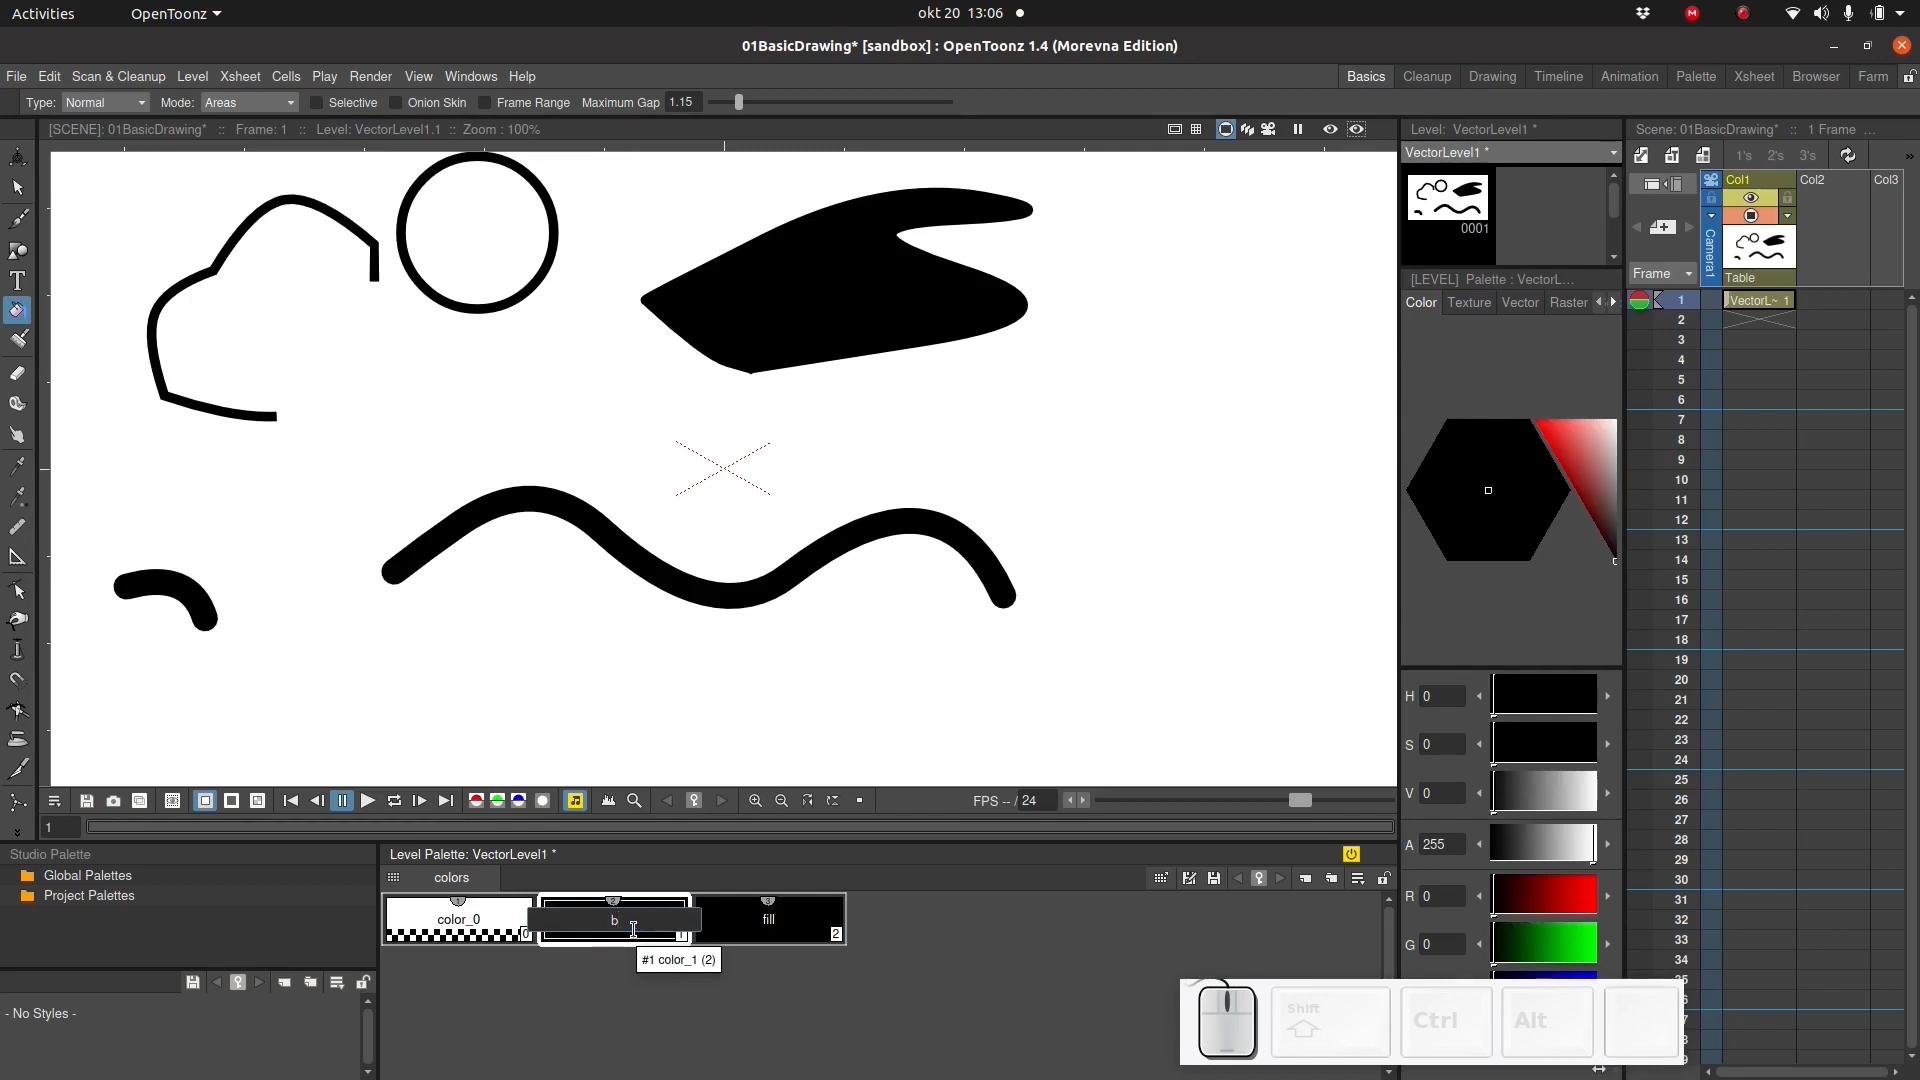 Activities OpenToonz okt 20 13:06
01BasicDrawing* [sandbox] : OpenToonz 1.4 (Morevna Edition)
File Edit Scan & Cleanup Level Xsheet Cells Play Render View Windows Help Basics Cleanup Drawing Timeline Animation Palette Xsheet Browser Farm
Type: Normal Mode: Areas Selective Onion Skin Frame Range Maximum Gap 1.15
[SCENE]: 01BasicDrawing* :: Frame: 1 :: Level: VectorLevel1.1 :: Zoom : 100%
Level: VectorLevel1 *
Scene: 01BasicDrawing* :: 1 Frame ...
VectorLevel1 *
1's 2's 3's
Col1 Col2 Col3
0001
Camera1
Frame
Table
[LEVEL] Palette : VectorL...
Color Texture Vector Raster
1 VectorL~ 1
2
3
4
5
6
7
8
9
10
11
12
13
14
15
16
17
18
19
20
21
22
23
24
25
26
27
28
29
30
31
32
33
34
H 0
S 0
V 0
A 255
R 0
G 0
FPS -- / 24
1
Studio Palette
Global Palettes
Project Palettes
- No Styles -
Level Palette: VectorLevel1 *
colors
1 2 3
color_0 b fill
0 2
#1 color_1 (2)
Shift Ctrl Alt